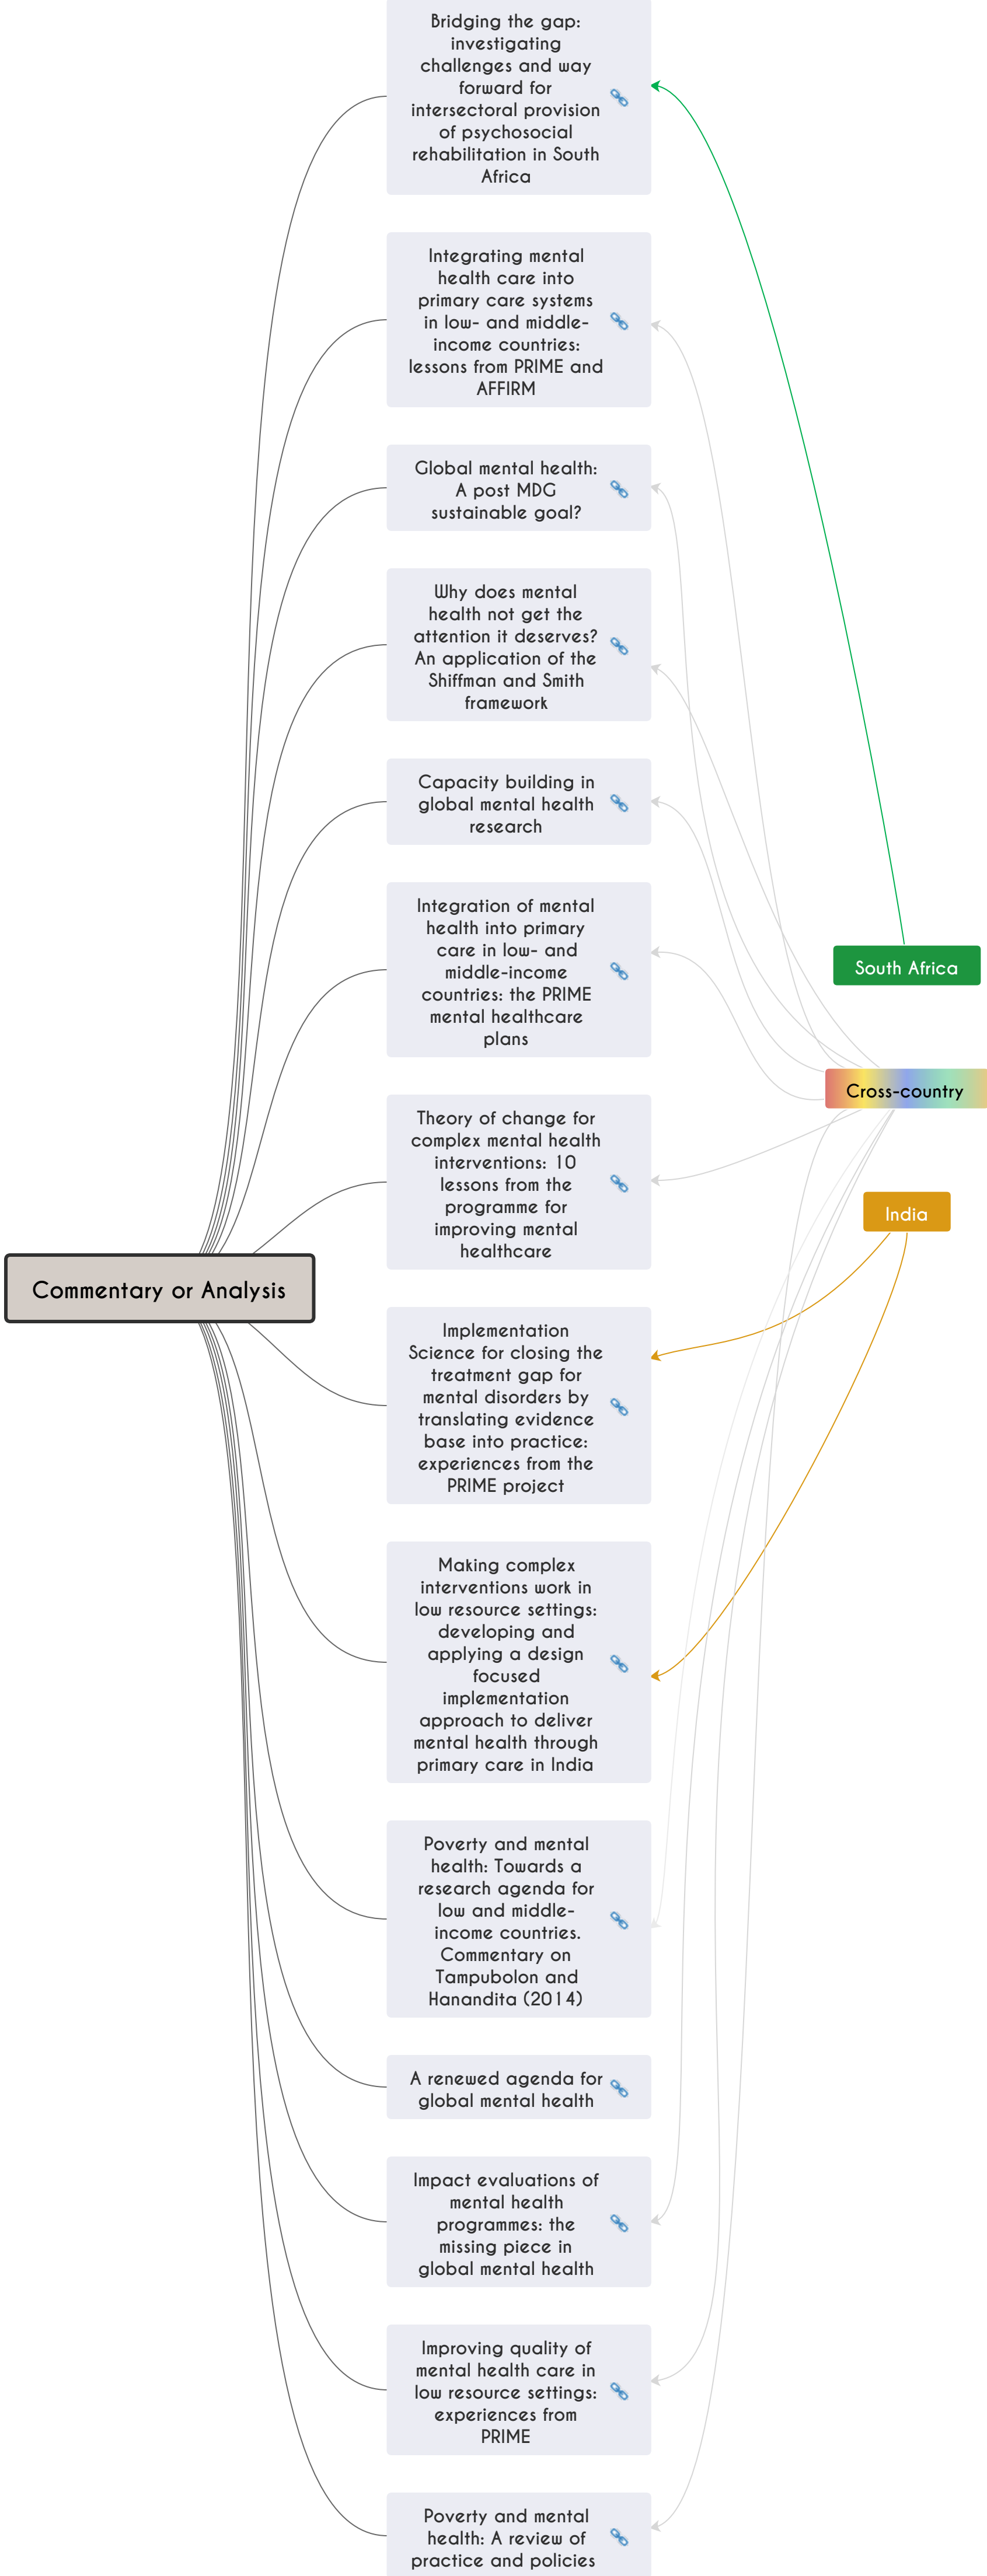 Bridging the gap:
investigating
challenges and way
forward for
intersectoral provision
of psychosocial
rehabilitation in South
Africa
Integrating mental
health care into
primary care systems
in low- and middle-
income countries:
lessons from PRIME and
AFFIRM
Global mental health:
A post MDG
sustainable goal?
Why does mental
health not get the
attention it deserves?
An application of the
Shiffman and Smith
framework
Capacity building in
global mental health
research
Integration of mental
health into primary
care in low- and
middle-income
countries: the PRIME
mental healthcare
plans
South Africa
Cross-country
Theory of change for
complex mental health
interventions: 10
lessons from the
programme for
improving mental
healthcare
India
Commentary or Analysis
Implementation
Science for closing the
treatment gap for
mental disorders by
translating evidence
base into practice:
experiences from the
PRIME project
Making complex
interventions work in
low resource settings:
developing and
applying a design
focused
implementation
approach to deliver
mental health through
primary care in India
Poverty and mental
health: Towards a
research agenda for
low and middle-
income countries.
Commentary on
Tampubolon and
Hanandita (2014)
A renewed agenda for
global mental health
Impact evaluations of
mental health
programmes: the
missing piece in
global mental health
Improving quality of
mental health care in
low resource settings:
experiences from
PRIME
Poverty and mental
health: A review of
practice and policies